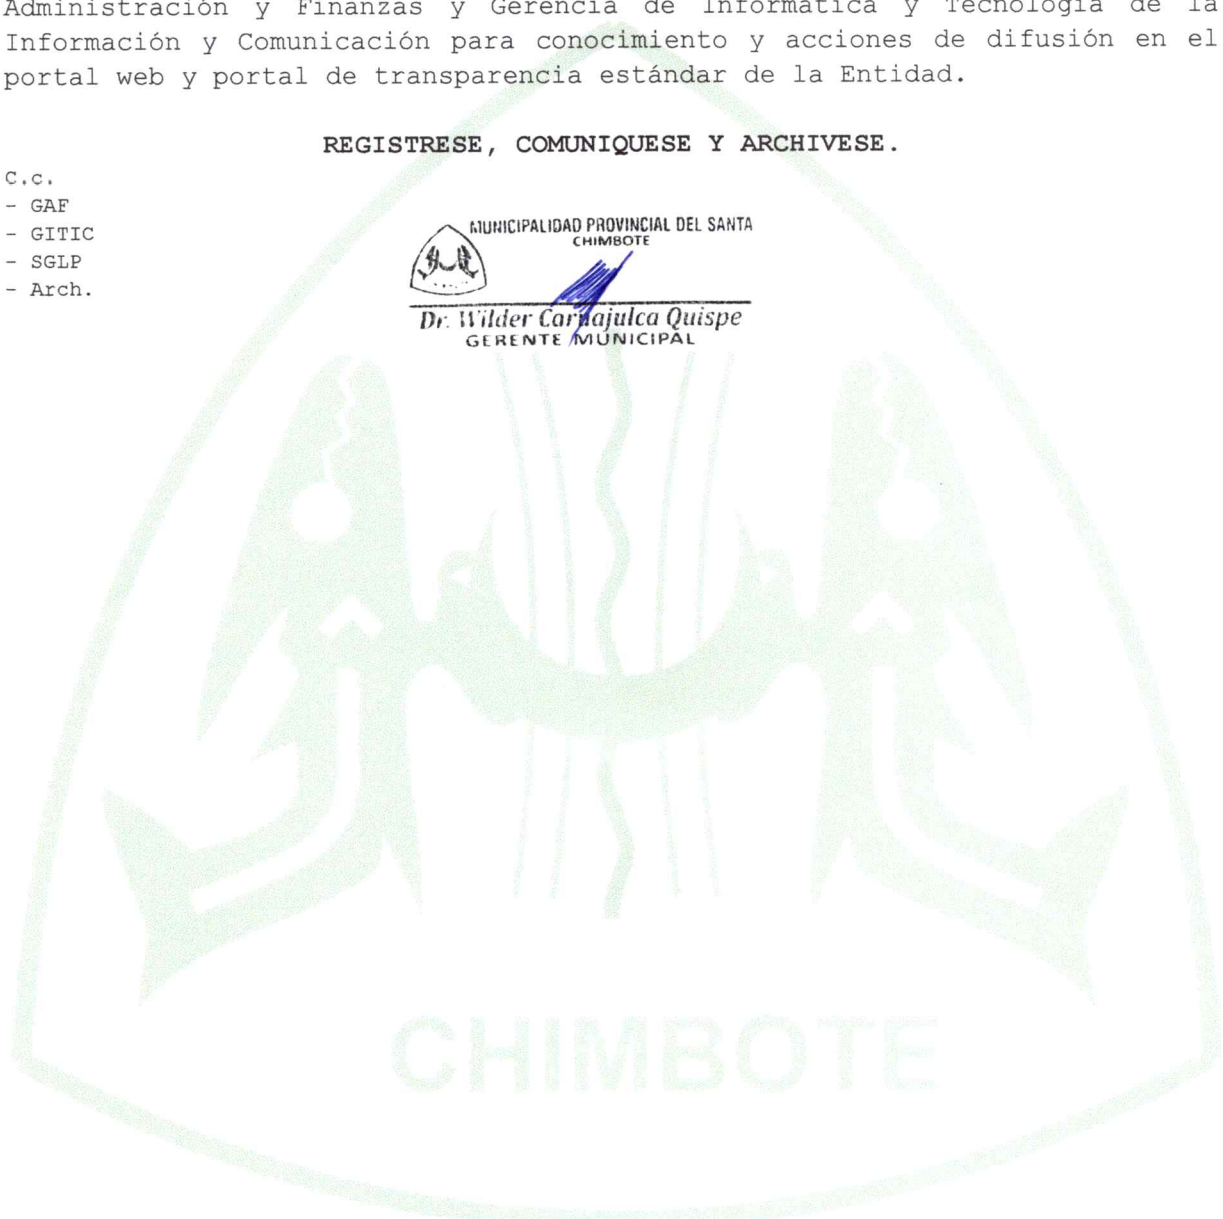 Administración y Finanzas y Gerencia de Informática y Tecnología de la
Información y Comunicación para conocimiento y acciones de difusión en el
portal web y portal de transparencia estándar de la Entidad.
REGISTRESE, COMUNIQUESE Y ARCHIVESE.
C.c.
- GAF
- GITIC
- SGLP
- Arch.
MUNICIPALIDAD PROVINCIAL DEL SANTA
CHIMBOTE
Dr. Wilder Carhajulca Quispe
GERENTE MUNICIPAL
CHIMBOTE